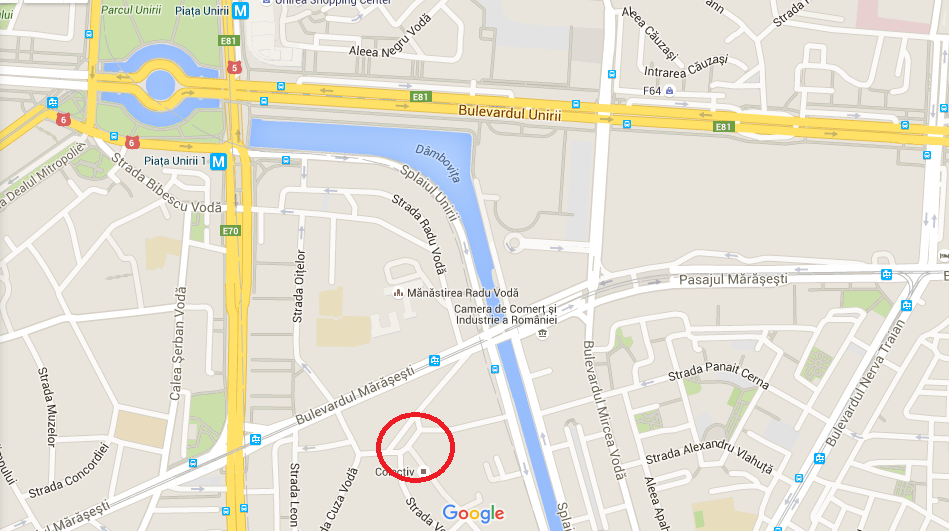 Parcul Unirii
Piața Unirii M
Unirea Shopping Center
E81
5
Aleea Negru Vodă
Aleea Căuzași
Intrarea Căuzași
F64
Strada
E81
Bulevardul Unirii
E81
6
6
Piața Unirii 1 M
Dealul Mitropoliei
Strada Bibescu Vodă
Dâmbovița
Splaiul Unirii
Strada Radu Vodă
E70
Strada Oițelor
Mănăstirea Radu Vodă
Camera de Comerț și
Industrie a României
Pasajul Mărășești
Calea Șerban Vodă
Bulevardul Mărășești
Bulevardul Mircea Vodă
Bulevardul Nerva Traian
Strada Panait Cerna
Strada Muzelor
Strada Concordiei
Strada Alexandru Vlahuță
Colectiv
Strada Leon
Cuza Vodă
Strada
Google
Splaiul
Aleea
Mărășești